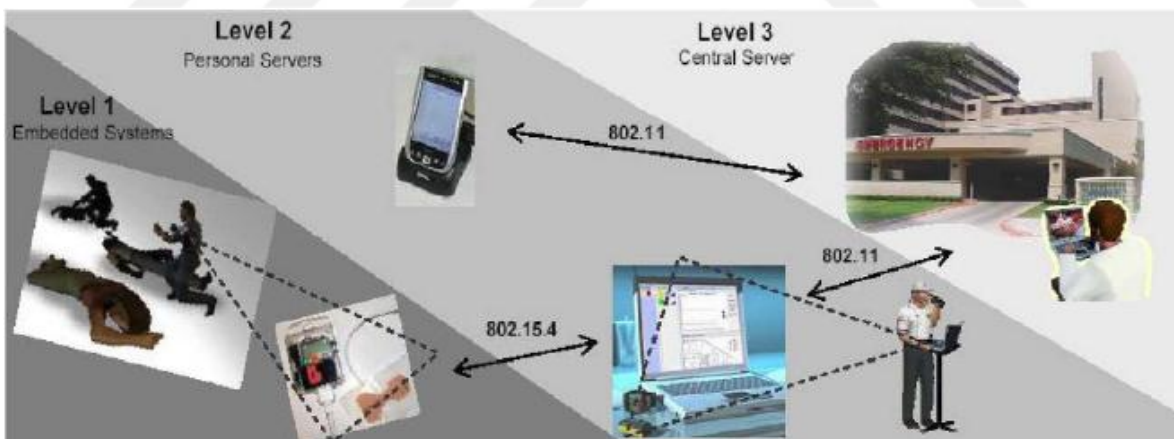 Level 2
Personal Servers
Level 3
Central Server
Level 1
Embedded Systems
802.11
EMERGENCY
802.11
802.15.4